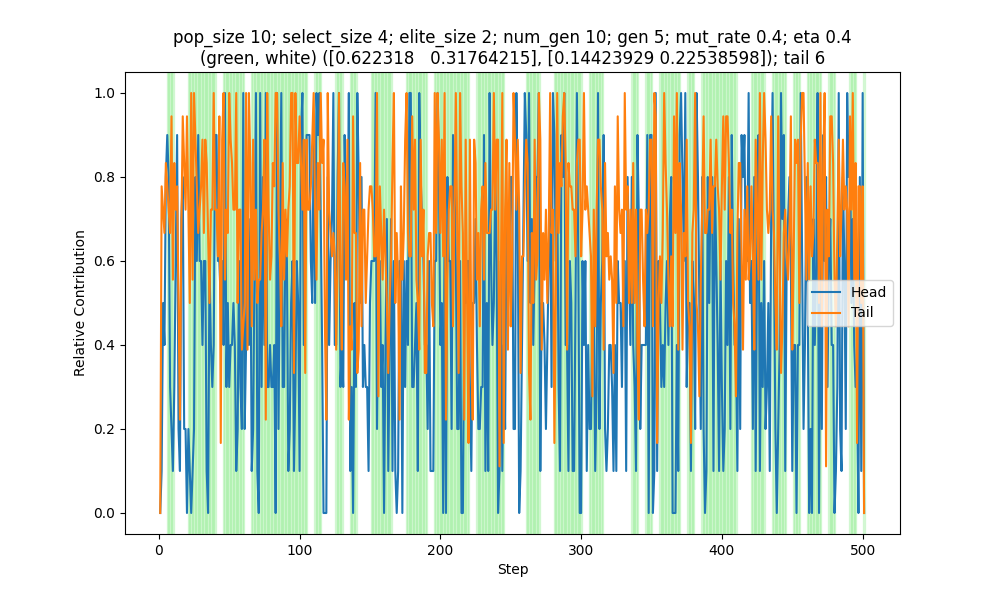 pop_size 10; select_size 4; elite_size 2; num_gen 10; gen 5; mut_rate 0.4; eta 0.4
(green, white) ([0.622318   0.31764215], [0.14423929 0.22538598]); tail 6
1.0
0.8
0.6
0.4
0.2
0.0
Relative Contribution
Head
Tail
0
100
200
300
400
500
Step